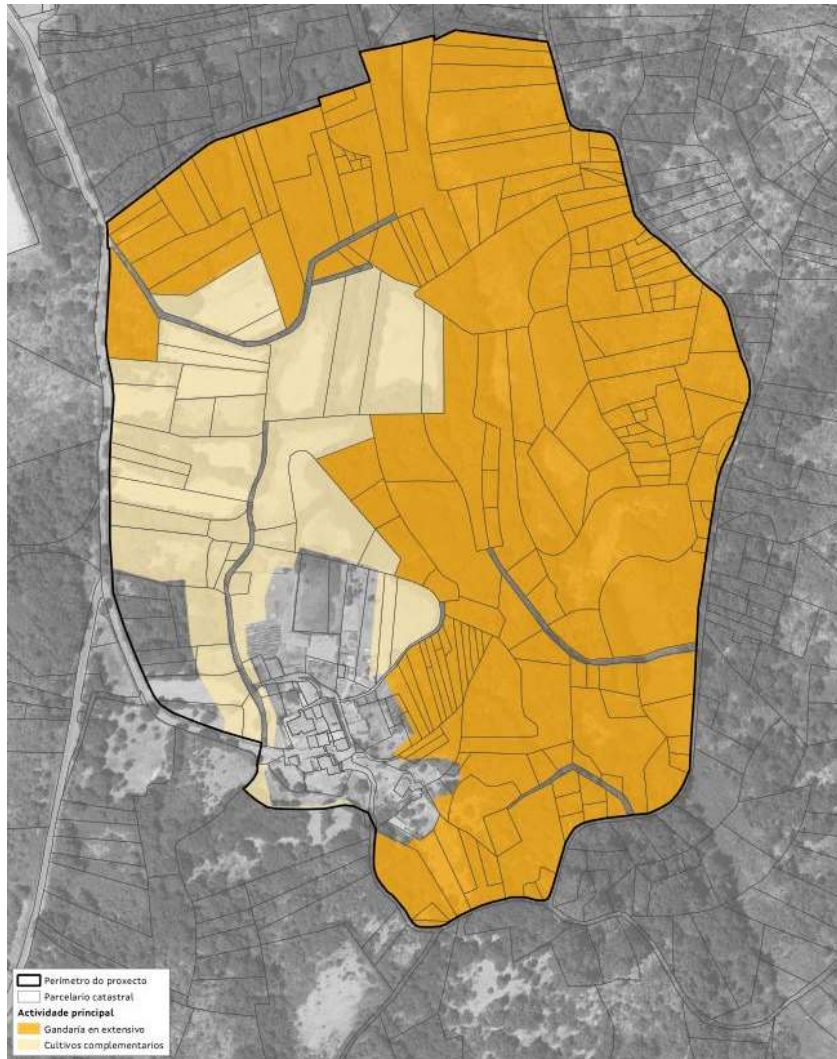 Perímetro do proxecto
Parcelario catastral
Actividade principal
Gandaría en extensivo
Cultivos complementarios